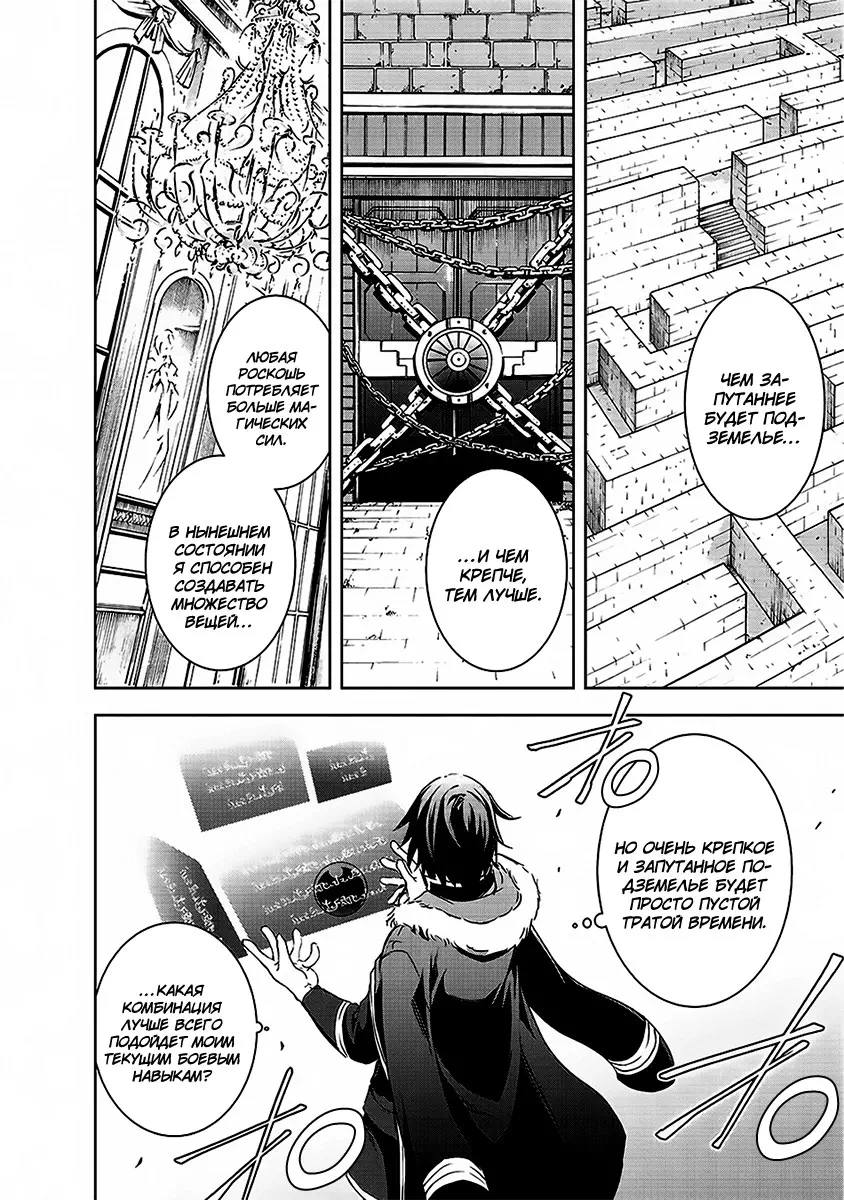 ЧЕМ ЗА-
ПУТАННЕЕ
БУДЕТ ПОД-
ЗЕМЕЛЬЕ...
...И ЧЕМ
КРЕПЧЕ,
ТЕМ ЛУЧШЕ.
ЛЮБАЯ
РОСКОШЬ
ПОТРЕБЛЯЕТ
БОЛЬШЕ МА-
ГИЧЕСКИХ
СИЛ.
В НЫНЕШНЕМ
СОСТОЯНИИ
Я СПОСОБЕН
СОЗДАВАТЬ
МНОЖЕСТВО
ВЕЩЕЙ...
НО ОЧЕНЬ КРЕПКОЕ
И ЗАПУТАННОЕ ПО-
ДЗЕМЕЛЬЕ БУДЕТ
ПРОСТО ПУСТОЙ
ТРАТОЙ ВРЕМЕНИ.
...КАКАЯ
КОМБИНАЦИЯ
ЛУЧШЕ ВСЕГО
ПОДОЙДЕТ МОИМ
ТЕКУЩИМ БОЕВЫМ
НАВЫКАМ?